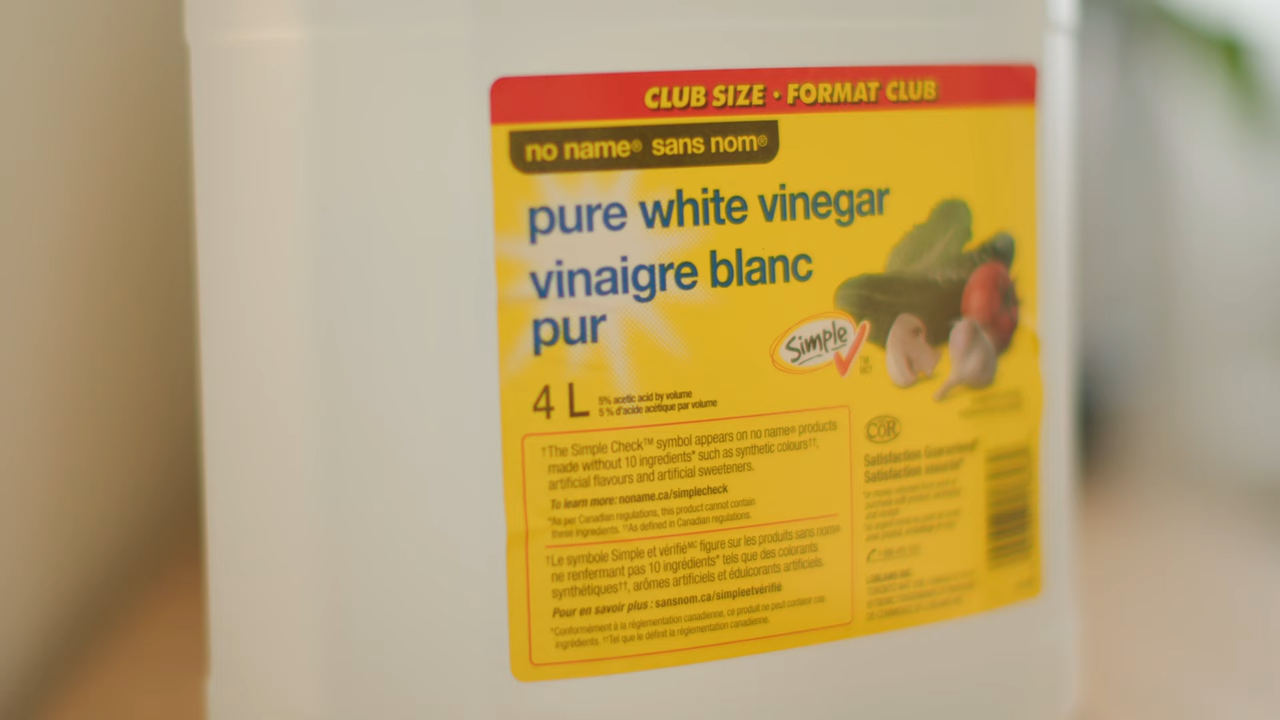 CLUB SIZE · FORMAT CLUB
no name® sans nom®
pure white vinegar
vinaigre blanc
pur
Simple
4 L
5% acetic acid by volume
5 % d'acide acétique par volume
†The Simple Check™ symbol appears on no name® products
made without 10 ingredients* such as synthetic colours††,
artificial flavours and artificial sweeteners.
To learn more: noname.ca/simplecheck
*As per Canadian regulations, this product cannot contain
these ingredients. ††As defined in Canadian regulations.
†Le symbole Simple et vérifié MC figure sur les produits sans nom®
ne renfermant pas 10 ingrédients* tels que des colorants
synthétiques††, arômes artificiels et édulcorants artificiels.
Pour en savoir plus : sansnom.ca/simpleetvérifié
*Conformément à la réglementation canadienne, ce produit ne peut contenir ces
ingrédients. ††Tel que le définit la réglementation canadienne.
COR
Satisfaction Guaranteed*
Satisfaction assurée*